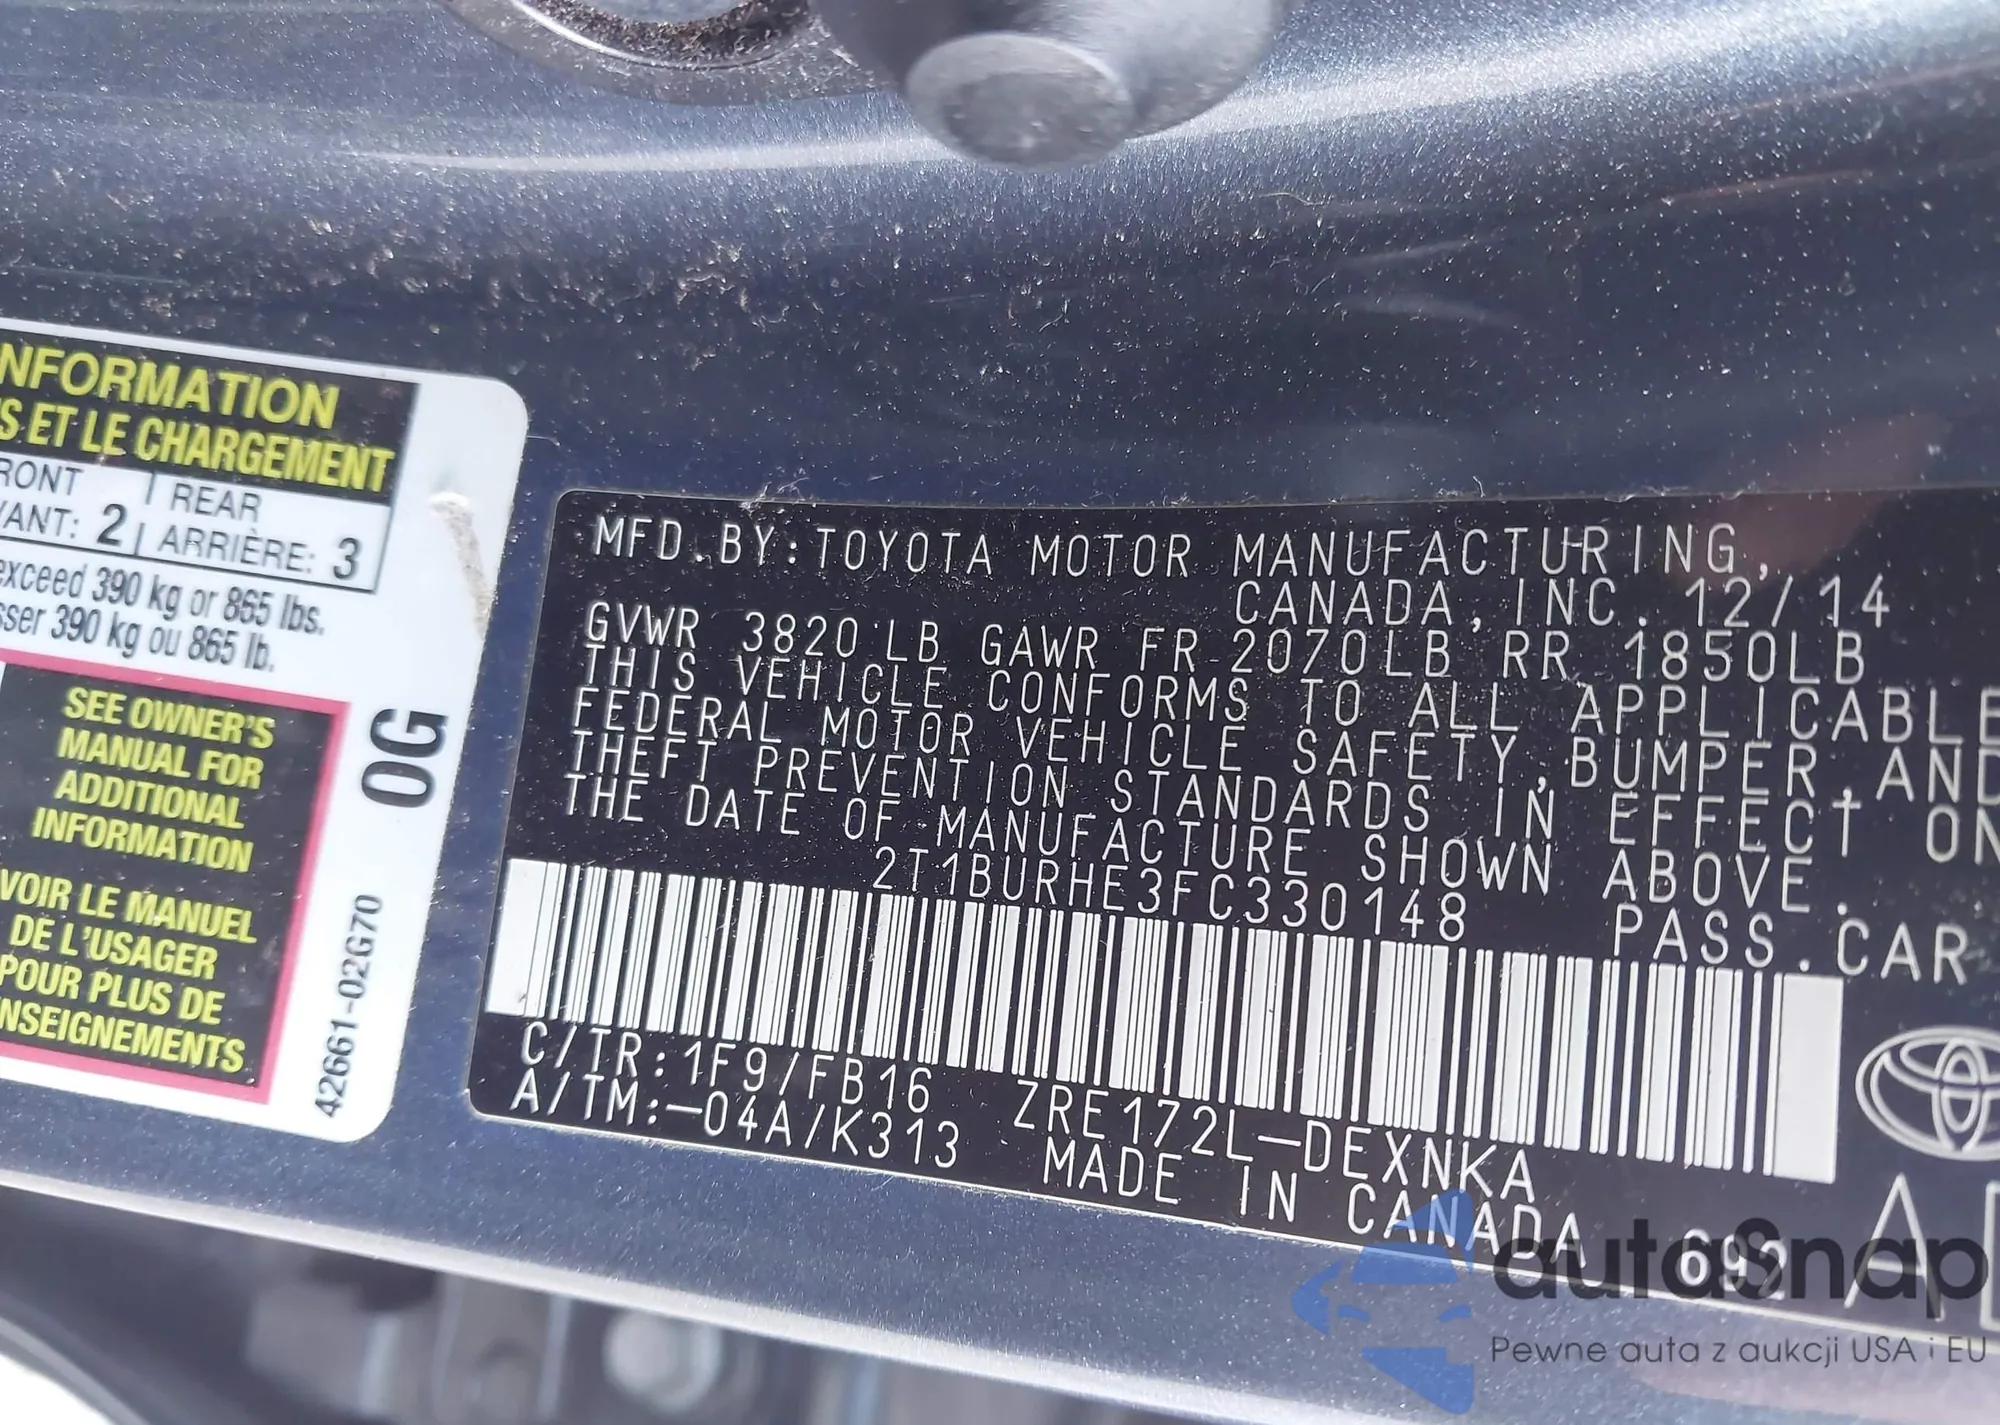 NFORMATION
S ET LE CHARGEMENT
RONT | REAR
VANT: 2 | ARRIÈRE: 3
exceed 390 kg or 865 lbs.
sser 390 kg ou 865 lb.
SEE OWNER'S
MANUAL FOR
ADDITIONAL
INFORMATION
VOIR LE MANUEL
DE L'USAGER
POUR PLUS DE
NSEIGNEMENTS
0G
42661-02G70
MFD.BY:TOYOTA MOTOR MANUFACTURING,
CANADA,INC. 12/14
GVWR 3820 LB GAWR FR 2070LB RR 1850LB
THIS VEHICLE CONFORMS TO ALL APPLICABLE
FEDERAL MOTOR VEHICLE SAFETY,BUMPER,AND
THEFT PREVENTION STANDARDS IN EFFECT ON
THE DATE OF MANUFACTURE SHOWN ABOVE.
2T1BURHE3FC330148 PASS.CAR
C/TR:1F9/FB16 ZRE172L-DEXNKA
A/TM:-04A/K313 MADE IN CANADA 692
autasnap
Pewne auta z aukcji USA i EU